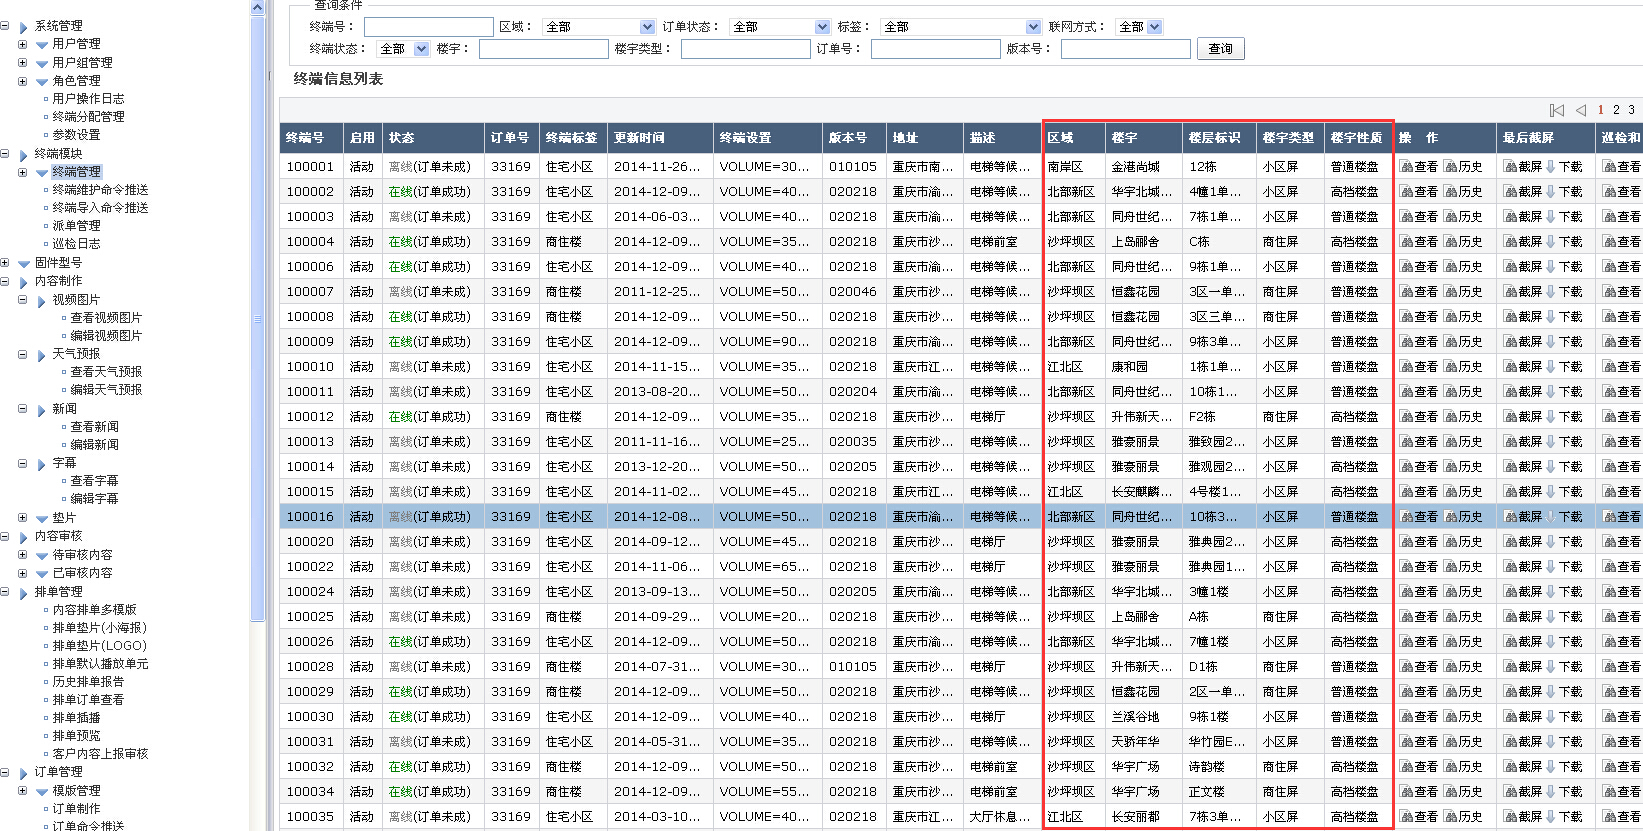 系统管理
用户管理
用户组管理
角色管理
用户操作日志
终端分配管理
参数设置
终端模块
终端管理
终端维护命令推送
终端导入命令推送
派单管理
巡检日志
固件型号
内容制作
视频图片
查看视频图片
编辑视频图片
天气预报
查看天气预报
编辑天气预报
新闻
查看新闻
编辑新闻
字幕
查看字幕
编辑字幕
垫片
内容审核
待审核内容
已审核内容
排单管理
内容排单多模版
排单垫片(小海报)
排单垫片(LOGO)
排单默认播放单元
历史排单报告
排单订单查看
排单插播
排单预览
客户内容上报审核
订单管理
模版管理
订单制作
订单命令推送
查询条件
终端号： 区域： 全部 订单状态： 全部 标签： 全部 联网方式： 全部
终端状态： 全部 楼宇： 楼宇类型： 订单号： 版本号： 查询
终端信息列表
1 2 3
终端号 启用 状态 订单号 终端标签 更新时间 终端设置 版本号 地址 描述 区域 楼宇 楼层标识 楼宇类型 楼宇性质 操 作 最后截屏 巡检和
100001 活动 离线(订单未成) 33169 住宅小区 2014-11-26... VOLUME=30... 010105 重庆市南... 电梯等候... 南岸区 金港尚城 12栋 小区屏 普通楼盘 查看 历史 截屏 下载 查看
100002 活动 在线(订单成功) 33169 住宅小区 2014-12-09... VOLUME=40... 020218 重庆市渝... 电梯等候... 北部新区 华宇北城... 4幢1单... 小区屏 高档楼盘 查看 历史 截屏 下载 查看
100003 活动 离线(订单未成) 33169 住宅小区 2014-06-03... VOLUME=40... 020218 重庆市渝... 电梯等候... 北部新区 同舟世纪... 7栋1单... 小区屏 普通楼盘 查看 历史 截屏 下载 查看
100004 活动 在线(订单成功) 33169 商住楼 2014-12-09... VOLUME=35... 020218 重庆市沙... 电梯前室 沙坪坝区 上岛郦舍 C栋 商住屏 高档楼盘 查看 历史 截屏 下载 查看
100006 活动 在线(订单成功) 33169 住宅小区 2014-12-09... VOLUME=40... 020218 重庆市渝... 电梯等候... 北部新区 同舟世纪... 9栋1单... 小区屏 普通楼盘 查看 历史 截屏 下载 查看
100007 活动 离线(订单未成) 33169 商住楼 2011-12-25... VOLUME=50... 020046 重庆市沙... 电梯等候... 沙坪坝区 恒鑫花园 3区一单... 商住屏 普通楼盘 查看 历史 截屏 下载 查看
100008 活动 在线(订单成功) 33169 商住楼 2014-12-09... VOLUME=50... 020218 重庆市沙... 电梯等候... 沙坪坝区 恒鑫花园 3区三单... 商住屏 普通楼盘 查看 历史 截屏 下载 查看
100009 活动 在线(订单成功) 33169 住宅小区 2014-12-09... VOLUME=90... 020218 重庆市渝... 电梯等候... 北部新区 同舟世纪... 9栋3单... 小区屏 普通楼盘 查看 历史 截屏 下载 查看
100010 活动 离线(订单未成) 33169 住宅小区 2014-11-15... VOLUME=35... 020218 重庆市江... 电梯等候... 江北区 康和园 1栋1单... 小区屏 高档楼盘 查看 历史 截屏 下载 查看
100011 活动 离线(订单未成) 33169 住宅小区 2013-08-20... VOLUME=50... 020204 重庆市渝... 电梯等候... 北部新区 同舟世纪... 10栋1... 小区屏 普通楼盘 查看 历史 截屏 下载 查看
100012 活动 在线(订单成功) 33169 商住楼 2014-12-09... VOLUME=35... 020218 重庆市沙... 电梯厅 沙坪坝区 升伟新天... F2栋 商住屏 高档楼盘 查看 历史 截屏 下载 查看
100013 活动 离线(订单未成) 33169 住宅小区 2011-11-16... VOLUME=25... 020035 重庆市沙... 电梯等候... 沙坪坝区 雅豪丽景 雅致园2... 小区屏 普通楼盘 查看 历史 截屏 下载 查看
100014 活动 离线(订单未成) 33169 住宅小区 2013-12-20... VOLUME=50... 020205 重庆市沙... 电梯等候... 沙坪坝区 雅豪丽景 雅观园2... 小区屏 高档楼盘 查看 历史 截屏 下载 查看
100015 活动 离线(订单未成) 33169 住宅小区 2014-11-02... VOLUME=45... 020218 重庆市江... 电梯等候... 江北区 长安麒麟... 4号楼1... 小区屏 高档楼盘 查看 历史 截屏 下载 查看
100016 活动 离线(订单未成) 33169 住宅小区 2014-12-08... VOLUME=50... 020218 重庆市渝... 电梯等候... 北部新区 同舟世纪... 10栋3... 小区屏 普通楼盘 查看 历史 截屏 下载 查看
100020 活动 离线(订单未成) 33169 住宅小区 2014-09-12... VOLUME=45... 020218 重庆市沙... 电梯厅 沙坪坝区 雅豪丽景 雅典园2... 小区屏 高档楼盘 查看 历史 截屏 下载 查看
100022 活动 离线(订单未成) 33169 住宅小区 2014-11-06... VOLUME=65... 020218 重庆市沙... 电梯厅 沙坪坝区 雅豪丽景 雅典园1... 小区屏 高档楼盘 查看 历史 截屏 下载 查看
100024 活动 离线(订单未成) 33169 住宅小区 2013-09-13... VOLUME=50... 020205 重庆市渝... 电梯等候... 北部新区 华宇北城... 3幢1楼 小区屏 高档楼盘 查看 历史 截屏 下载 查看
100025 活动 离线(订单未成) 33169 商住楼 2014-09-29... VOLUME=20... 020218 重庆市沙... 电梯等候... 沙坪坝区 上岛郦舍 A栋 商住屏 高档楼盘 查看 历史 截屏 下载 查看
100026 活动 在线(订单成功) 33169 住宅小区 2014-12-09... VOLUME=50... 020218 重庆市渝... 电梯等候... 北部新区 华宇北城... 7幢1楼 小区屏 高档楼盘 查看 历史 截屏 下载 查看
100028 活动 离线(订单未成) 33169 商住楼 2014-07-31... VOLUME=30... 010105 重庆市沙... 电梯厅 沙坪坝区 升伟新天... D1栋 商住屏 普通楼盘 查看 历史 截屏 下载 查看
100029 活动 在线(订单成功) 33169 商住楼 2014-12-09... VOLUME=50... 020218 重庆市沙... 电梯等候... 沙坪坝区 恒鑫花园 2区一单... 商住屏 普通楼盘 查看 历史 截屏 下载 查看
100030 活动 在线(订单成功) 33169 住宅小区 2014-12-09... VOLUME=40... 020218 重庆市沙... 电梯厅 沙坪坝区 兰溪谷地 9栋1楼 小区屏 普通楼盘 查看 历史 截屏 下载 查看
100031 活动 离线(订单未成) 33169 住宅小区 2014-05-31... VOLUME=35... 020218 重庆市沙... 电梯等候... 沙坪坝区 天骄年华 华竹园E... 小区屏 普通楼盘 查看 历史 截屏 下载 查看
100032 活动 在线(订单成功) 33169 商住楼 2014-12-09... VOLUME=50... 020218 重庆市沙... 电梯前室 沙坪坝区 华宇广场 诗韵楼 商住屏 高档楼盘 查看 历史 截屏 下载 查看
100034 活动 在线(订单成功) 33169 商住楼 2014-12-09... VOLUME=55... 020218 重庆市沙... 电梯前室 沙坪坝区 华宇广场 正文楼 商住屏 高档楼盘 查看 历史 截屏 下载 查看
100035 活动 离线(订单未成) 33169 住宅小区 2014-03-10... VOLUME=50... 020218 重庆市江... 大厅休息... 江北区 长安丽都 7栋3单... 小区屏 高档楼盘 查看 历史 截屏 下载 查看